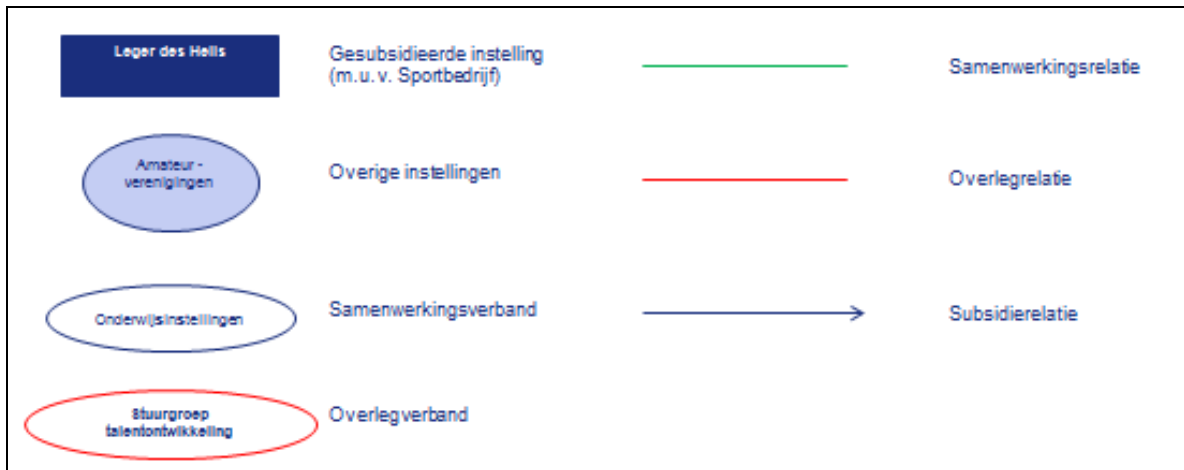 Leger des Heils
Gesubsidieerde instelling
(m.u.v. Sportbedrijf)
Samenwerkingsrelatie
Amateur -
verenigingen
Overige instellingen
Overlegrelatie
Onderwijsinstellingen
Samenwerkingsverband
Subsidierelatie
Stuurgroep
talentontwikkeling
Overlegverband